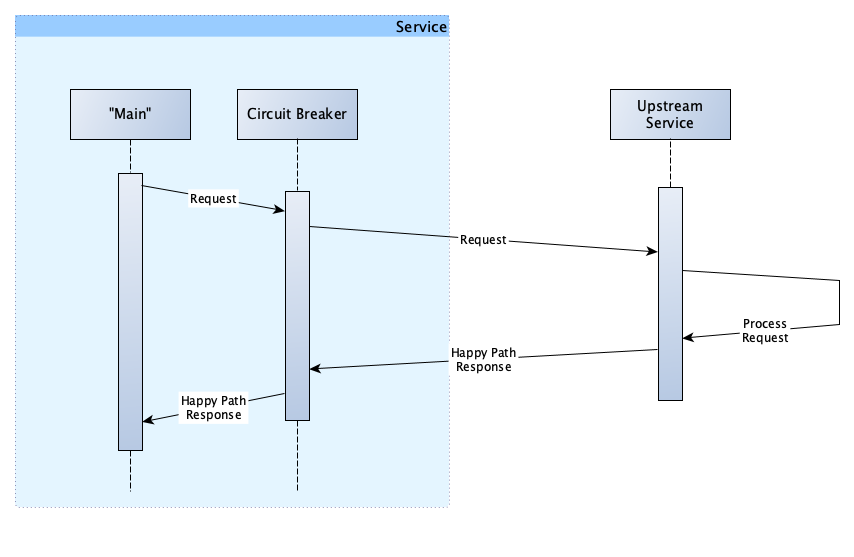 Service
"Main"
Circuit Breaker
Upstream
Service
Request
Request
Process
Request
Happy Path
Response
Happy Path
Response